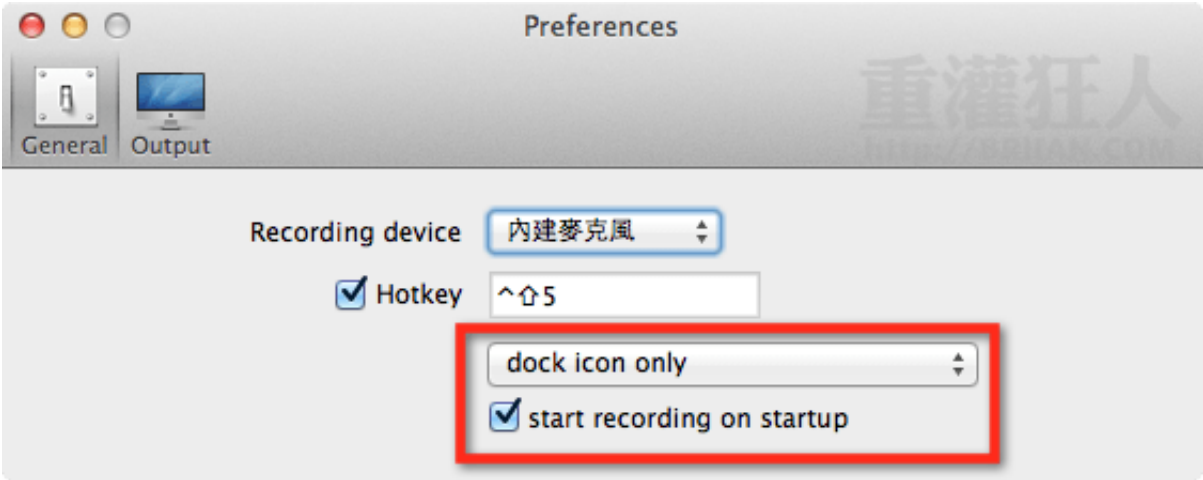 Preferences
重灌狂人
http://BRIIAN.COM
General
Output
Recording device
內建麥克風
Hotkey
^⇧5
dock icon only
start recording on startup